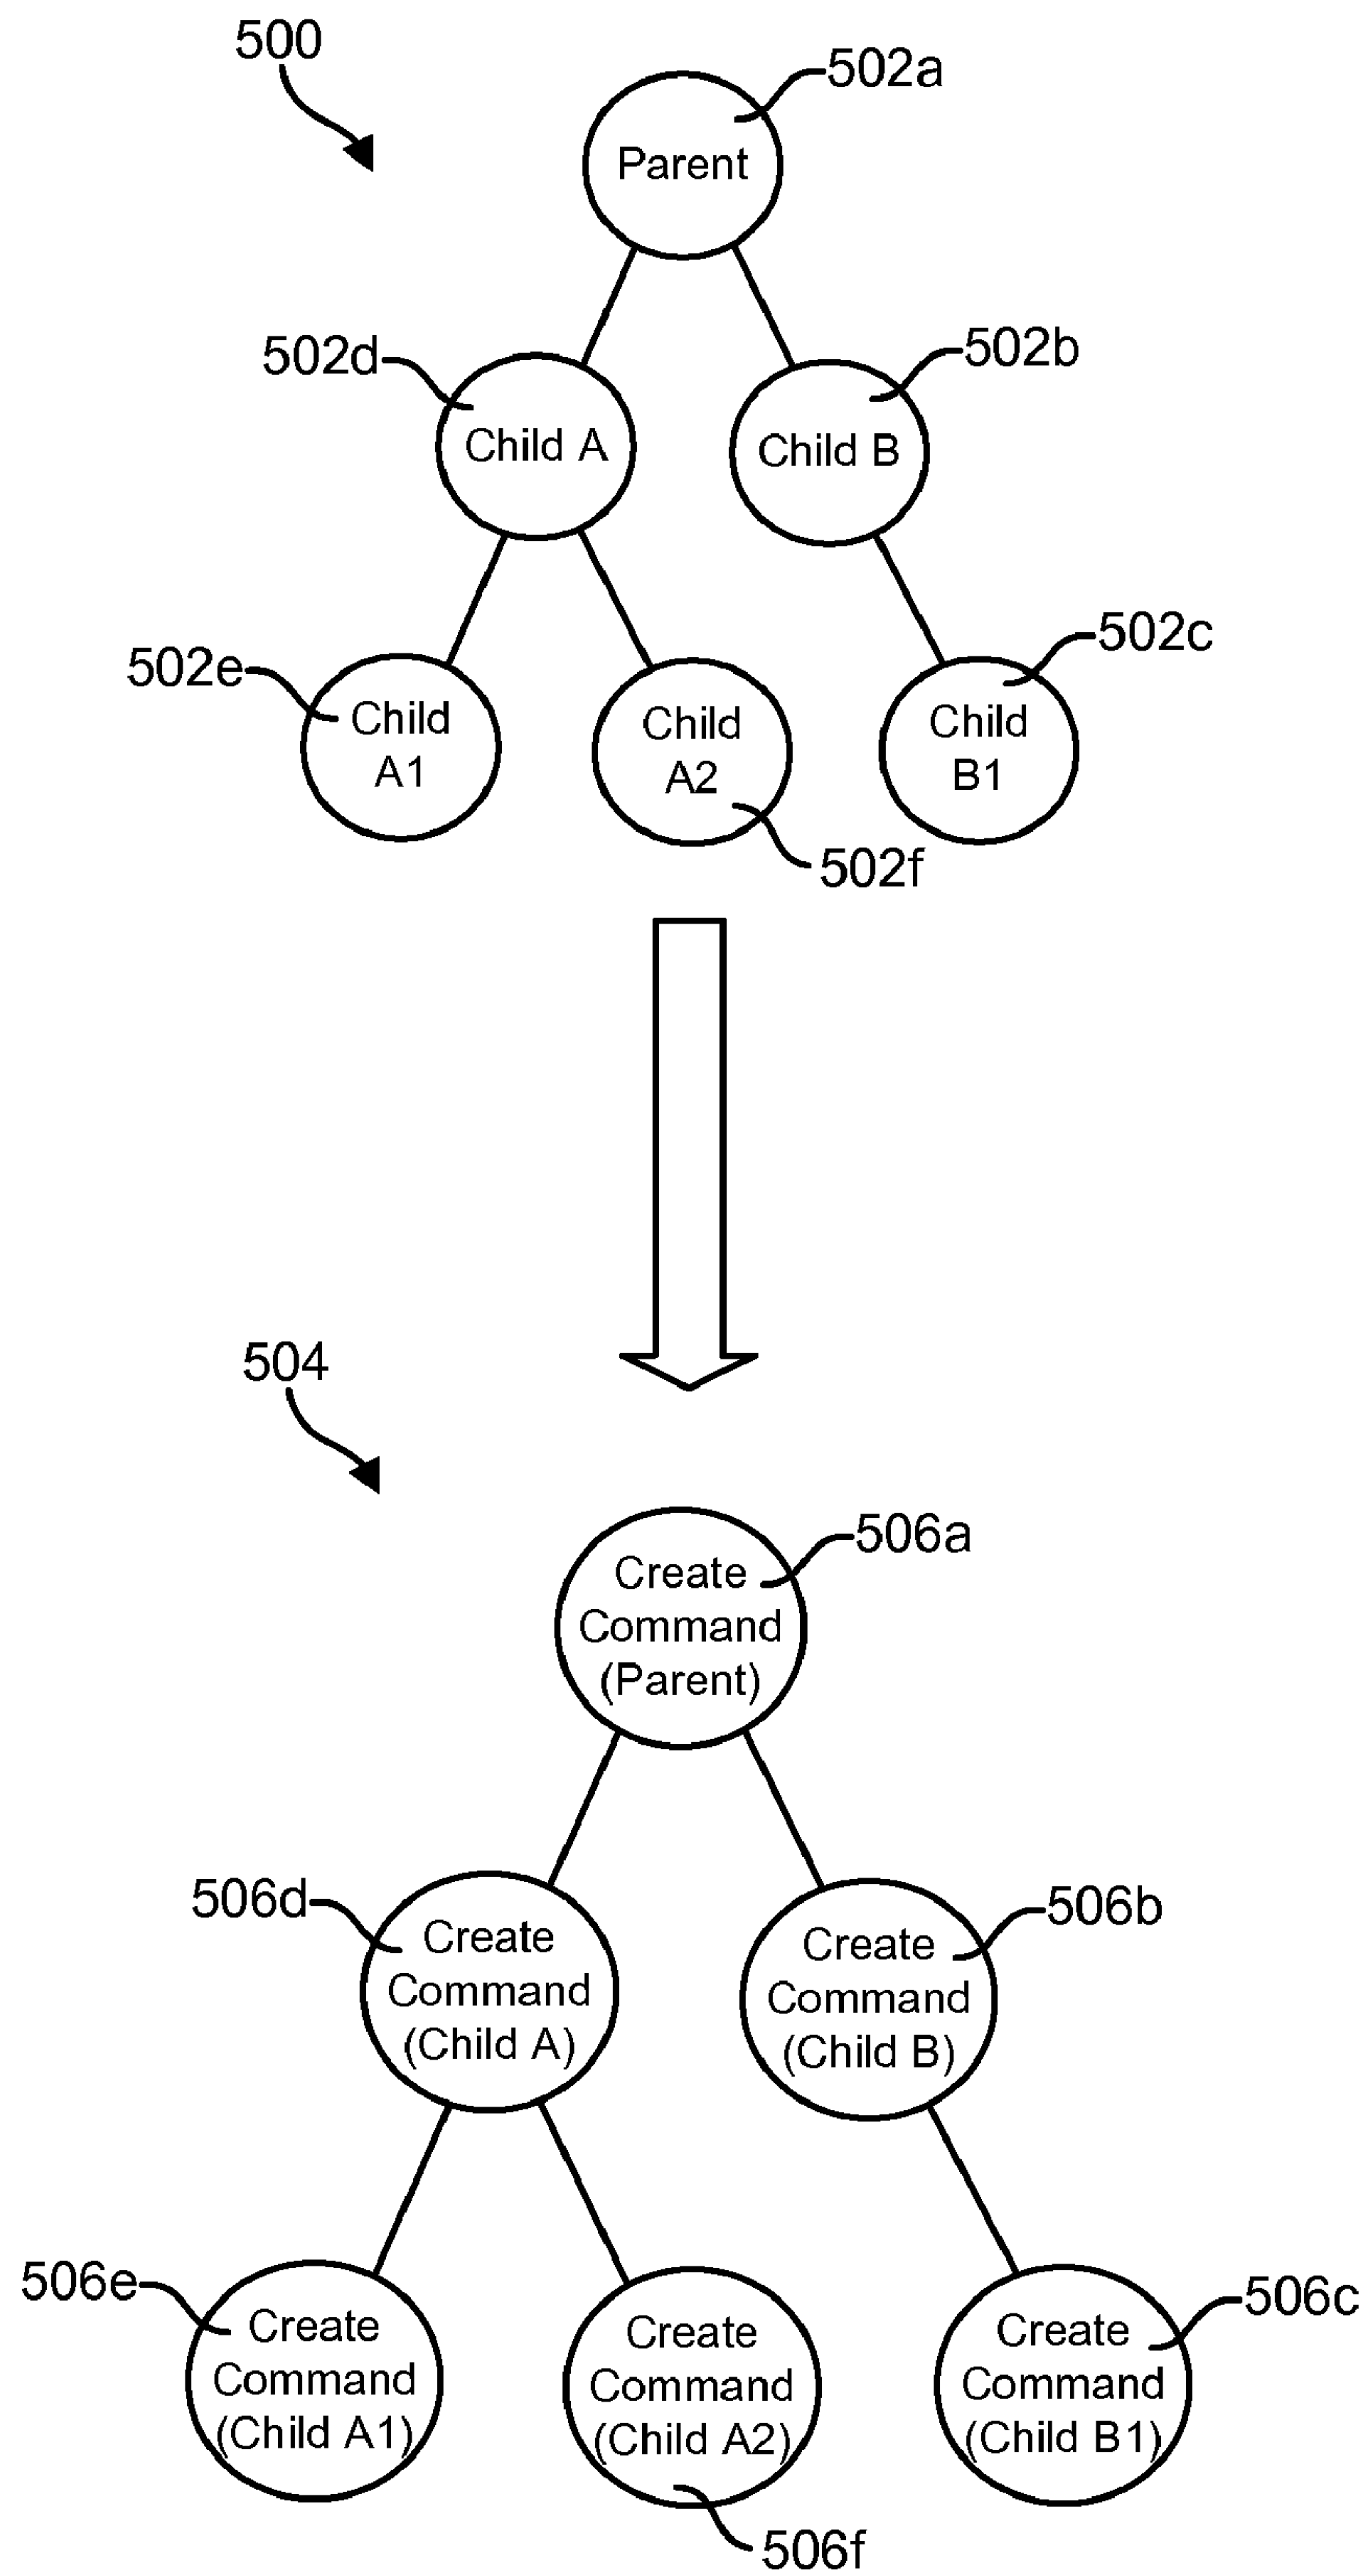 500
502a
Parent
502d
502b
Child A
Child B
502e
502c
Child
A1
Child
A2
Child
B1
502f
504
506a
Create
Command
(Parent)
506d
506b
Create
Command
(Child A)
Create
Command
(Child B)
506e
506c
Create
Command
(Child A1)
Create
Command
(Child A2)
Create
Command
(Child B1)
506f